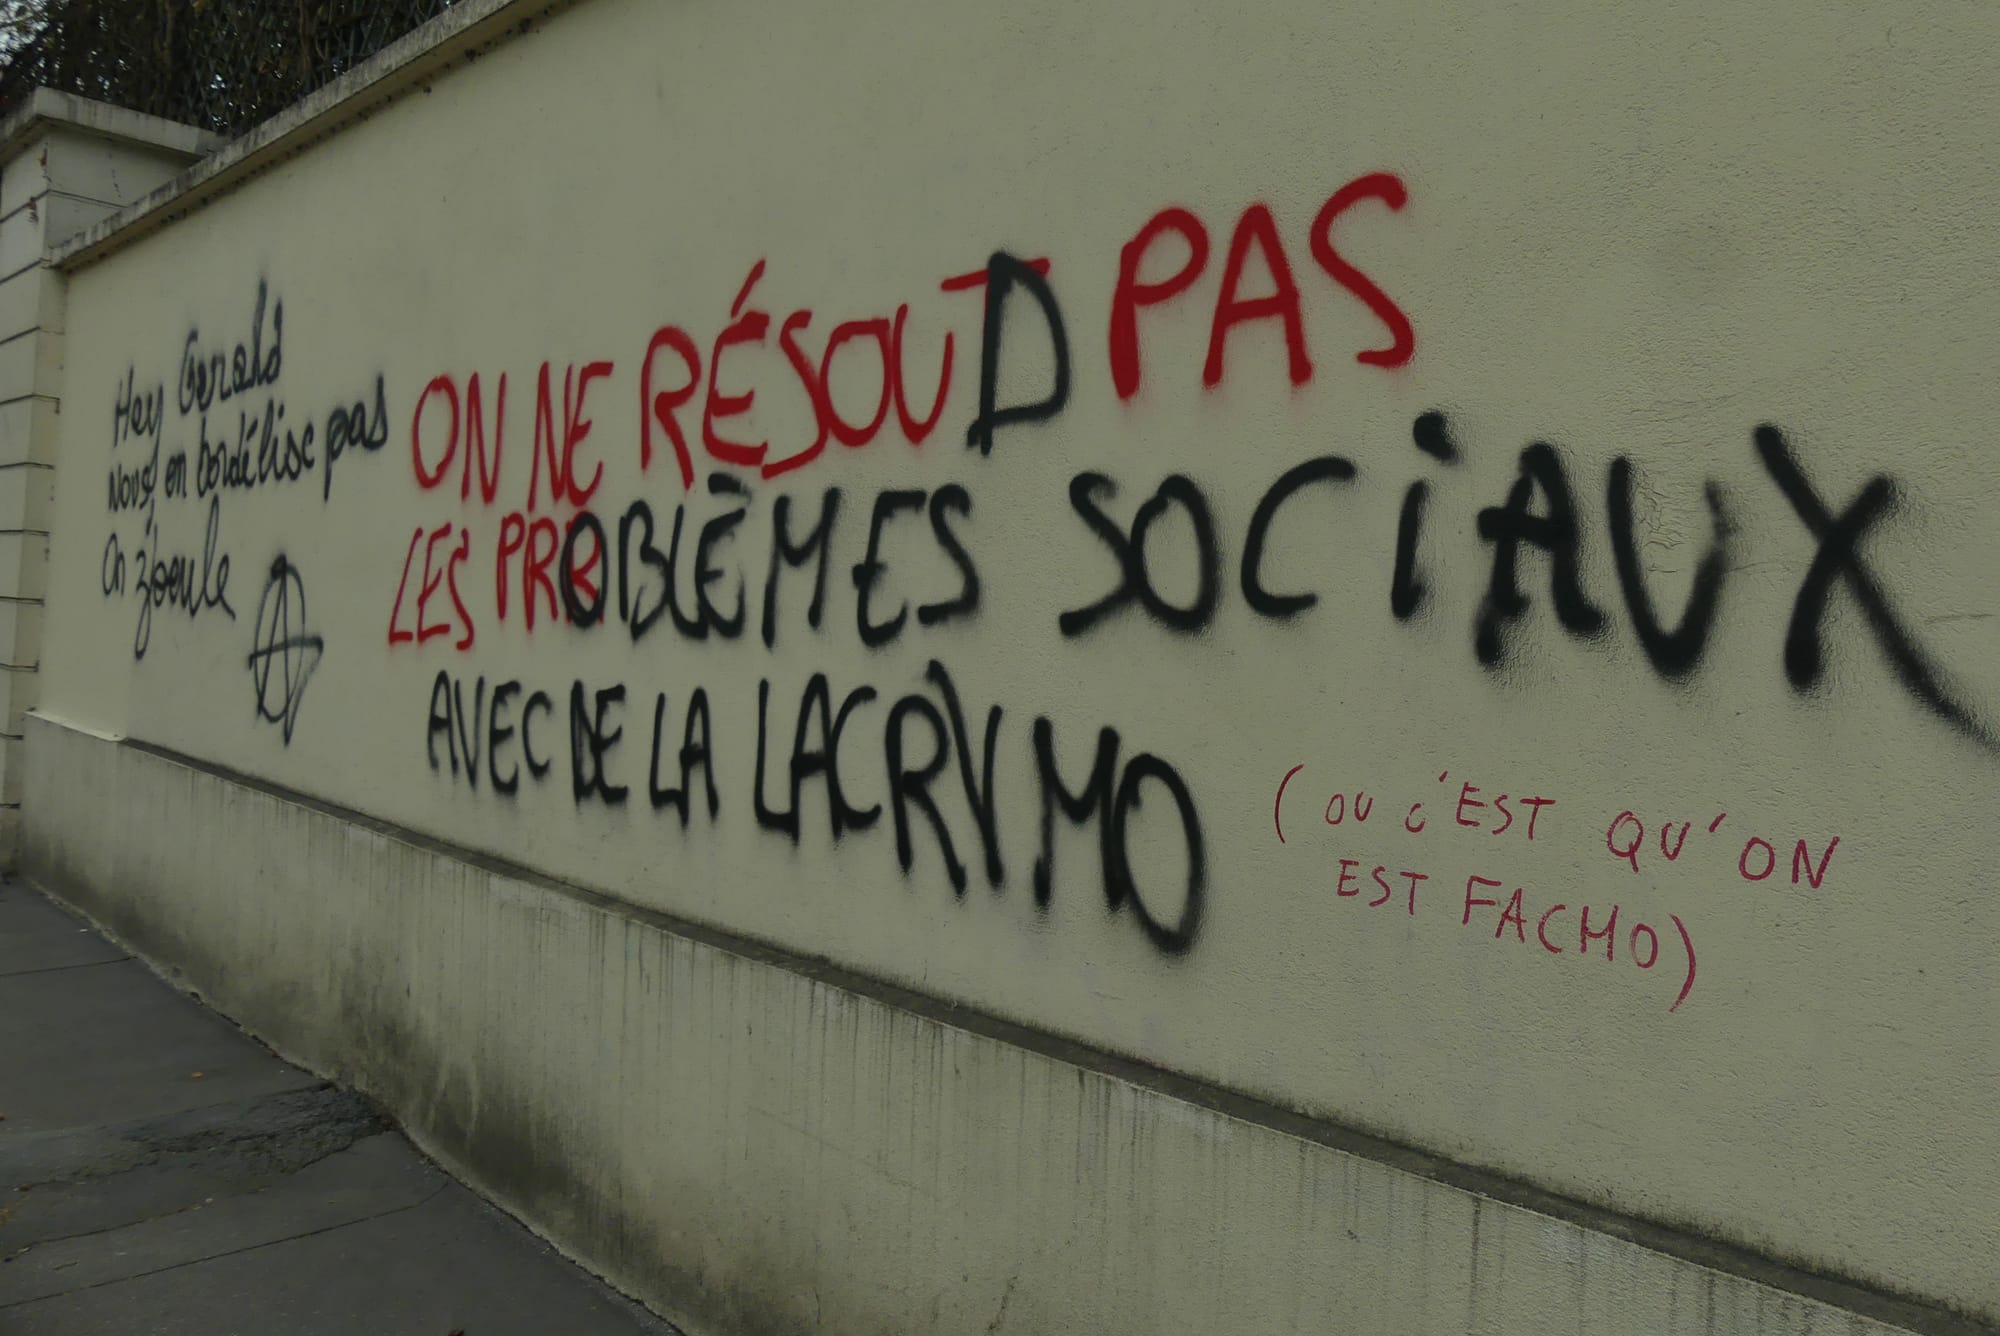 Hey Gerald
Nous, on bordélise pas
On z'boule
ON NE RÉSOUD PAS
LES PROBLÈMES SOCIAUX
AVEC DE LA LACRYMO
(OU C'EST QU'ON
EST FACHO)